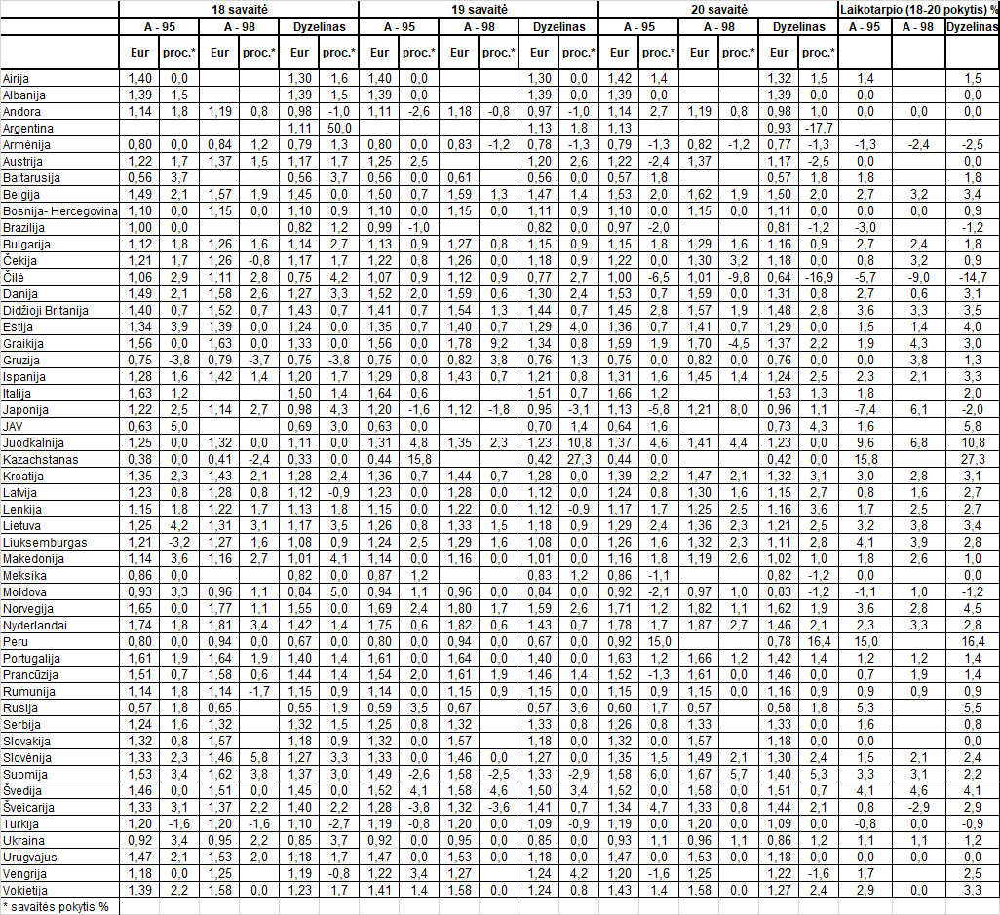 18 savaitė 19 savaitė 20 savaitė Laikotarpio (18-20 pokytis) %
A - 95 A - 98 Dyzelinas A - 95 A - 98 Dyzelinas A - 95 A - 98 Dyzelinas A - 95 A - 98 Dyzelinas
Eur proc.* Eur proc.* Eur proc.* Eur proc.* Eur proc.* Eur proc.* Eur proc.* Eur proc.* Eur proc.*
Airija 1,40 0,0 1,30 1,6 1,40 0,0 1,30 0,0 1,42 1,4 1,32 1,5 1,4 1,5
Albanija 1,39 1,5 1,39 1,5 1,39 0,0 1,39 0,0 1,39 0,0 1,39 0,0 0,0 0,0
Andora 1,14 1,8 1,19 0,8 0,98 -1,0 1,11 -2,6 1,18 -0,8 0,97 -1,0 1,14 2,7 1,19 0,8 0,98 1,0 0,0 0,0 0,0
Argentina 1,11 50,0 1,13 1,8 1,13 0,93 -17,7
Armėnija 0,80 0,0 0,84 1,2 0,79 1,3 0,80 0,0 0,83 -1,2 0,78 -1,3 0,79 -1,3 0,82 -1,2 0,77 -1,3 -1,3 -2,4 -2,5
Austrija 1,22 1,7 1,37 1,5 1,17 1,7 1,25 2,5 1,20 2,6 1,22 -2,4 1,37 1,17 -2,5 0,0 0,0
Baltarusija 0,56 3,7 0,56 3,7 0,56 0,0 0,61 0,56 0,0 0,57 1,8 0,57 1,8 1,8 1,8
Belgija 1,49 2,1 1,57 1,9 1,45 0,0 1,50 0,7 1,59 1,3 1,47 1,4 1,53 2,0 1,62 1,9 1,50 2,0 2,7 3,2 3,4
Bosnija- Hercegovina 1,10 0,0 1,15 0,0 1,10 0,9 1,10 0,0 1,15 0,0 1,11 0,9 1,10 0,0 1,15 0,0 1,11 0,0 0,0 0,0 0,9
Brazilija 1,00 0,0 0,82 1,2 0,99 -1,0 0,82 0,0 0,97 -2,0 0,81 -1,2 -3,0 -1,2
Bulgarija 1,12 1,8 1,26 1,6 1,14 2,7 1,13 0,9 1,27 0,8 1,15 0,9 1,15 1,8 1,29 1,6 1,16 0,9 2,7 2,4 1,8
Čekija 1,21 1,7 1,26 -0,8 1,17 1,7 1,22 0,8 1,26 0,0 1,18 0,9 1,22 0,0 1,30 3,2 1,18 0,0 0,8 3,2 0,9
Čilė 1,06 2,9 1,11 2,8 0,75 4,2 1,07 0,9 1,12 0,9 0,77 2,7 1,00 -6,5 1,01 -9,8 0,64 -16,9 -5,7 -9,0 -14,7
Danija 1,49 2,1 1,58 2,6 1,27 3,3 1,52 2,0 1,59 0,6 1,30 2,4 1,53 0,7 1,59 0,0 1,31 0,8 2,7 0,6 3,1
Didžioji Britanija 1,40 0,7 1,52 0,7 1,43 0,7 1,41 0,7 1,54 1,3 1,44 0,7 1,45 2,8 1,57 1,9 1,48 2,8 3,6 3,3 3,5
Estija 1,34 3,9 1,39 0,0 1,24 0,0 1,35 0,7 1,40 0,7 1,29 4,0 1,36 0,7 1,41 0,7 1,29 0,0 1,5 1,4 4,0
Graikija 1,56 0,0 1,63 0,0 1,33 0,0 1,56 0,0 1,78 9,2 1,34 0,8 1,59 1,9 1,70 -4,5 1,37 2,2 1,9 4,3 3,0
Gruzija 0,75 -3,8 0,79 -3,7 0,75 -3,8 0,75 0,0 0,82 3,8 0,76 1,3 0,75 0,0 0,82 0,0 0,76 0,0 0,0 3,8 1,3
Ispanija 1,28 1,6 1,42 1,4 1,20 1,7 1,29 0,8 1,43 0,7 1,21 0,8 1,31 1,6 1,45 1,4 1,24 2,5 2,3 2,1 3,3
Italija 1,63 1,2 1,50 1,4 1,64 0,6 1,51 0,7 1,66 1,2 1,53 1,3 1,8 2,0
Japonija 1,22 2,5 1,14 2,7 0,98 4,3 1,20 -1,6 1,12 -1,8 0,95 -3,1 1,13 -5,8 1,21 8,0 0,96 1,1 -7,4 6,1 -2,0
JAV 0,63 5,0 0,69 3,0 0,63 0,0 0,70 1,4 0,64 1,6 0,73 4,3 1,6 5,8
Juodkalnija 1,25 0,0 1,32 0,0 1,11 0,0 1,31 4,8 1,35 2,3 1,23 10,8 1,37 4,6 1,41 4,4 1,23 0,0 9,6 6,8 10,8
Kazachstanas 0,38 0,0 0,41 -2,4 0,33 0,0 0,44 15,8 0,42 27,3 0,44 0,0 0,42 0,0 15,8 27,3
Kroatija 1,35 2,3 1,43 2,1 1,28 2,4 1,36 0,7 1,44 0,7 1,28 0,0 1,39 2,2 1,47 2,1 1,32 3,1 3,0 2,8 3,1
Latvija 1,23 0,8 1,28 0,8 1,12 -0,9 1,23 0,0 1,28 0,0 1,12 0,0 1,24 0,8 1,30 1,6 1,15 2,7 0,8 1,6 2,7
Lenkija 1,15 1,8 1,22 1,7 1,13 1,8 1,15 0,0 1,22 0,0 1,12 -0,9 1,17 1,7 1,25 2,5 1,16 3,6 1,7 2,5 2,7
Lietuva 1,25 4,2 1,31 3,1 1,17 3,5 1,26 0,8 1,33 1,5 1,18 0,9 1,29 2,4 1,36 2,3 1,21 2,5 3,2 3,8 3,4
Liuksemburgas 1,21 -3,2 1,27 1,6 1,08 0,9 1,24 2,5 1,29 1,6 1,08 0,0 1,26 1,6 1,32 2,3 1,11 2,8 4,1 3,9 2,8
Makedonija 1,14 3,6 1,16 2,7 1,01 4,1 1,14 0,0 1,16 0,0 1,01 0,0 1,16 1,8 1,19 2,6 1,02 1,0 1,8 2,6 1,0
Meksika 0,86 0,0 0,82 0,0 0,87 1,2 0,83 1,2 0,86 -1,1 0,82 -1,2 0,0 0,0
Moldova 0,93 3,3 0,96 1,1 0,84 5,0 0,94 1,1 0,96 0,0 0,84 0,0 0,92 -2,1 0,97 1,0 0,83 -1,2 -1,1 1,0 -1,2
Norvegija 1,65 0,0 1,77 1,1 1,55 0,0 1,69 2,4 1,80 1,7 1,59 2,6 1,71 1,2 1,82 1,1 1,62 1,9 3,6 2,8 4,5
Nyderlandai 1,74 1,8 1,81 3,4 1,42 1,4 1,75 0,6 1,82 0,6 1,43 0,7 1,78 1,7 1,87 2,7 1,46 2,1 2,3 3,3 2,8
Peru 0,80 0,0 0,94 0,0 0,67 0,0 0,80 0,0 0,94 0,0 0,67 0,0 0,92 15,0 0,78 16,4 15,0 16,4
Portugalija 1,61 1,9 1,64 1,9 1,40 1,4 1,61 0,0 1,64 0,0 1,40 0,0 1,63 1,2 1,66 1,2 1,42 1,4 1,2 1,2 1,4
Prancūzija 1,51 0,7 1,58 0,6 1,44 1,4 1,54 2,0 1,61 1,9 1,46 1,4 1,52 -1,3 1,61 0,0 1,46 0,0 0,7 1,9 1,4
Rumunija 1,14 1,8 1,14 -1,7 1,15 0,9 1,14 0,0 1,15 0,9 1,15 0,0 1,15 0,9 1,15 0,0 1,16 0,9 0,9 0,9 0,9
Rusija 0,57 1,8 0,65 0,55 1,9 0,59 3,5 0,67 0,57 3,6 0,60 1,7 0,57 0,58 1,8 5,3 5,5
Serbija 1,24 1,6 1,32 1,32 1,5 1,25 0,8 1,32 1,33 0,8 1,26 0,8 1,33 1,33 0,0 1,6 0,8
Slovakija 1,32 0,8 1,57 1,18 0,9 1,32 0,0 1,57 1,18 0,0 1,32 0,0 1,57 1,18 0,0 0,0 0,0
Slovėnija 1,33 2,3 1,46 5,8 1,27 3,3 1,33 0,0 1,46 0,0 1,27 0,0 1,35 1,5 1,49 2,1 1,30 2,4 1,5 2,1 2,4
Suomija 1,53 3,4 1,62 3,8 1,37 3,0 1,49 -2,6 1,58 -2,5 1,33 -2,9 1,58 6,0 1,67 5,7 1,40 5,3 3,3 3,1 2,2
Švedija 1,46 0,0 1,51 0,0 1,45 0,0 1,52 4,1 1,58 4,6 1,50 3,4 1,52 0,0 1,58 0,0 1,51 0,7 4,1 4,6 4,1
Šveicarija 1,33 3,1 1,37 2,2 1,40 2,2 1,28 -3,8 1,32 -3,6 1,41 0,7 1,34 4,7 1,33 0,8 1,44 2,1 0,8 -2,9 2,9
Turkija 1,20 -1,6 1,20 -1,6 1,10 -2,7 1,19 -0,8 1,20 0,0 1,09 -0,9 1,19 0,0 1,20 0,0 1,09 0,0 -0,8 0,0 -0,9
Ukraina 0,92 3,4 0,95 2,2 0,85 3,7 0,92 0,0 0,95 0,0 0,85 0,0 0,93 1,1 0,96 1,1 0,86 1,2 1,1 1,1 1,2
Urugvajus 1,47 2,1 1,53 2,0 1,18 1,7 1,47 0,0 1,53 0,0 1,18 0,0 1,47 0,0 1,53 0,0 1,18 0,0 0,0 0,0 0,0
Vengrija 1,18 0,0 1,25 1,19 -0,8 1,22 3,4 1,27 1,24 4,2 1,20 -1,6 1,25 1,22 -1,6 1,7 2,5
Vokietija 1,39 2,2 1,58 0,0 1,23 1,7 1,41 1,4 1,58 0,0 1,24 0,8 1,43 1,4 1,58 0,0 1,27 2,4 2,9 0,0 3,3
* savaitės pokytis %